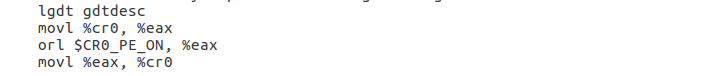 lgdt gdtdesc
movl %cr0, %eax
orl $CR0_PE_ON, %eax
movl %eax, %cr0